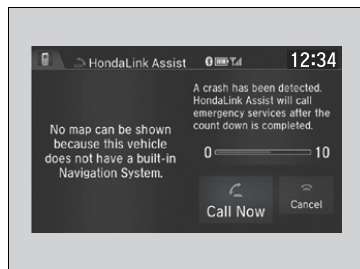 HondaLink Assist
12:34
A crash has been detected.
HondaLink Assist will call
emergency services after the
count down is completed.
No map can be shown
because this vehicle
does not have a built-in
Navigation System.
0
10
Call Now
Cancel